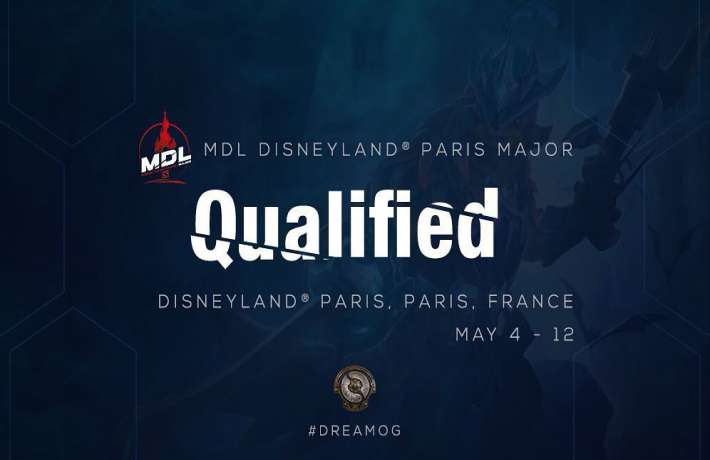 MDL
MDL DISNEYLAND® PARIS MAJOR
Qualified
DISNEYLAND® PARIS, PARIS, FRANCE
MAY 4 - 12
#DREAMOG